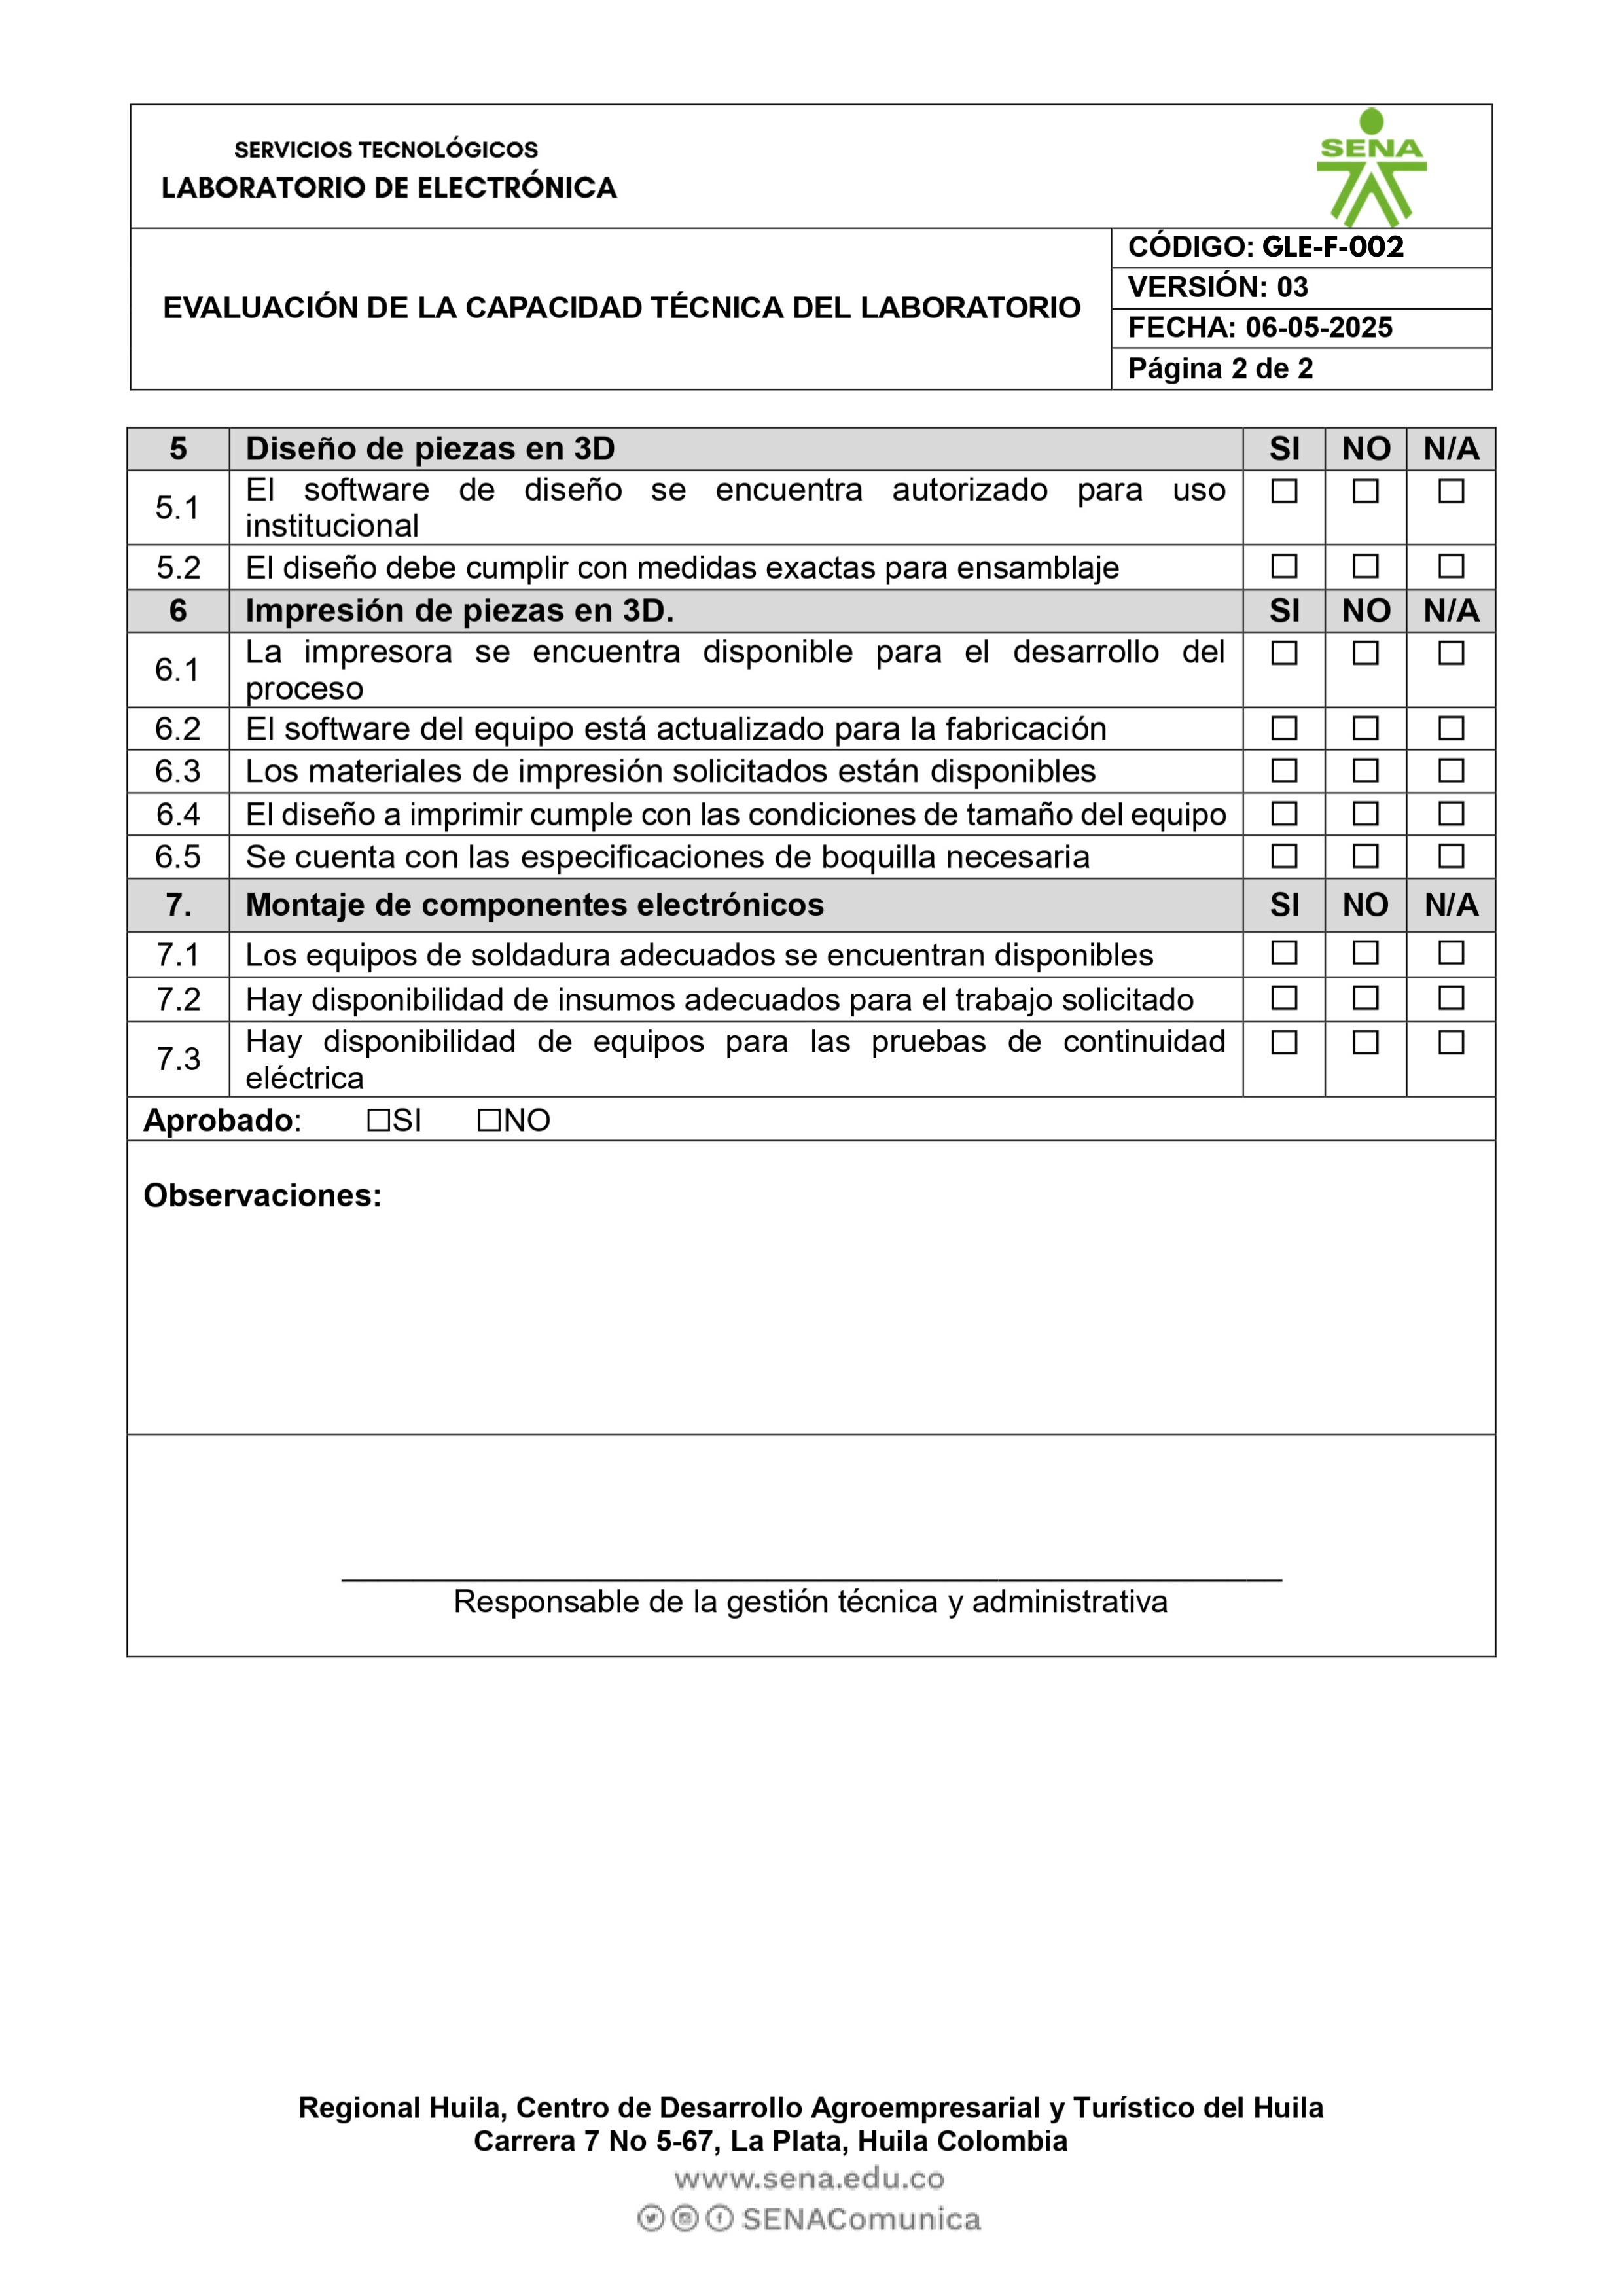 SERVICIOS TECNOLÓGICOS
LABORATORIO DE ELECTRÓNICA
SENA
EVALUACIÓN DE LA CAPACIDAD TÉCNICA DEL LABORATORIO
CÓDIGO: GLE-F-002
VERSIÓN: 03
FECHA: 06-05-2025
Página 2 de 2
5 Diseño de piezas en 3D SI NO N/A
5.1 El software de diseño se encuentra autorizado para uso
institucional
☐ ☐ ☐
5.2 El diseño debe cumplir con medidas exactas para ensamblaje ☐ ☐ ☐
6 Impresión de piezas en 3D. SI NO N/A
6.1 La impresora se encuentra disponible para el desarrollo del
proceso
☐ ☐ ☐
6.2 El software del equipo está actualizado para la fabricación ☐ ☐ ☐
6.3 Los materiales de impresión solicitados están disponibles ☐ ☐ ☐
6.4 El diseño a imprimir cumple con las condiciones de tamaño del equipo ☐ ☐ ☐
6.5 Se cuenta con las especificaciones de boquilla necesaria ☐ ☐ ☐
7. Montaje de componentes electrónicos SI NO N/A
7.1 Los equipos de soldadura adecuados se encuentran disponibles ☐ ☐ ☐
7.2 Hay disponibilidad de insumos adecuados para el trabajo solicitado ☐ ☐ ☐
7.3 Hay disponibilidad de equipos para las pruebas de continuidad
eléctrica
☐ ☐ ☐
Aprobado: ☐SI ☐NO
Observaciones:
Responsable de la gestión técnica y administrativa
Regional Huila, Centro de Desarrollo Agroempresarial y Turístico del Huila
Carrera 7 No 5-67, La Plata, Huila Colombia
www.sena.edu.co
SENAComunica